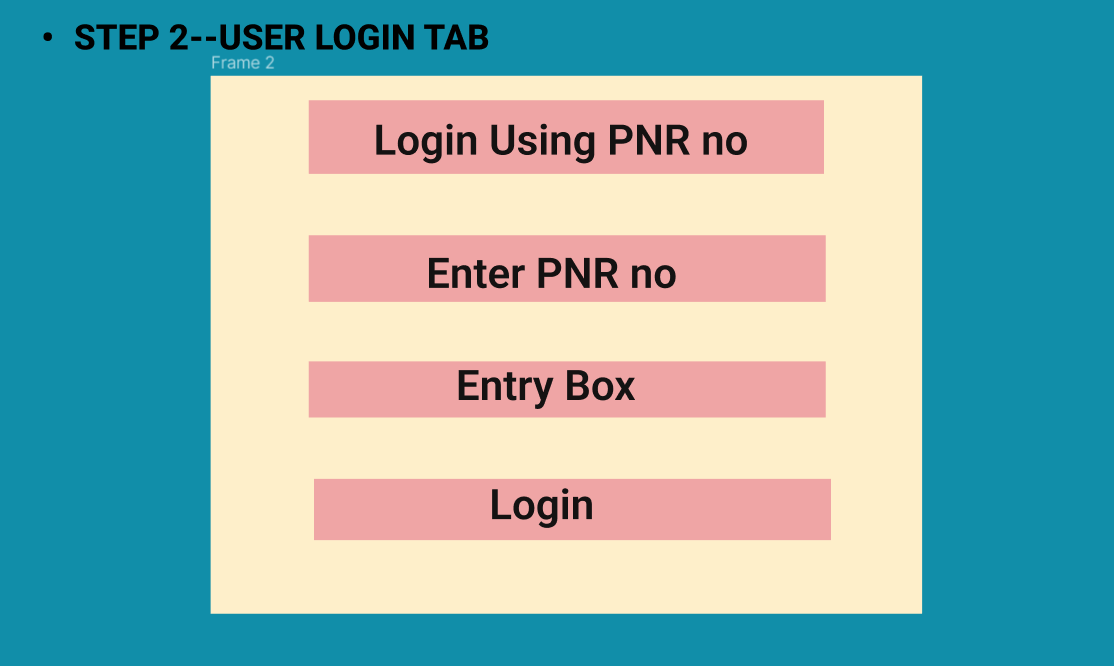 • STEP 2--USER LOGIN TAB
Frame 2
Login Using PNR no
Enter PNR no
Entry Box
Login